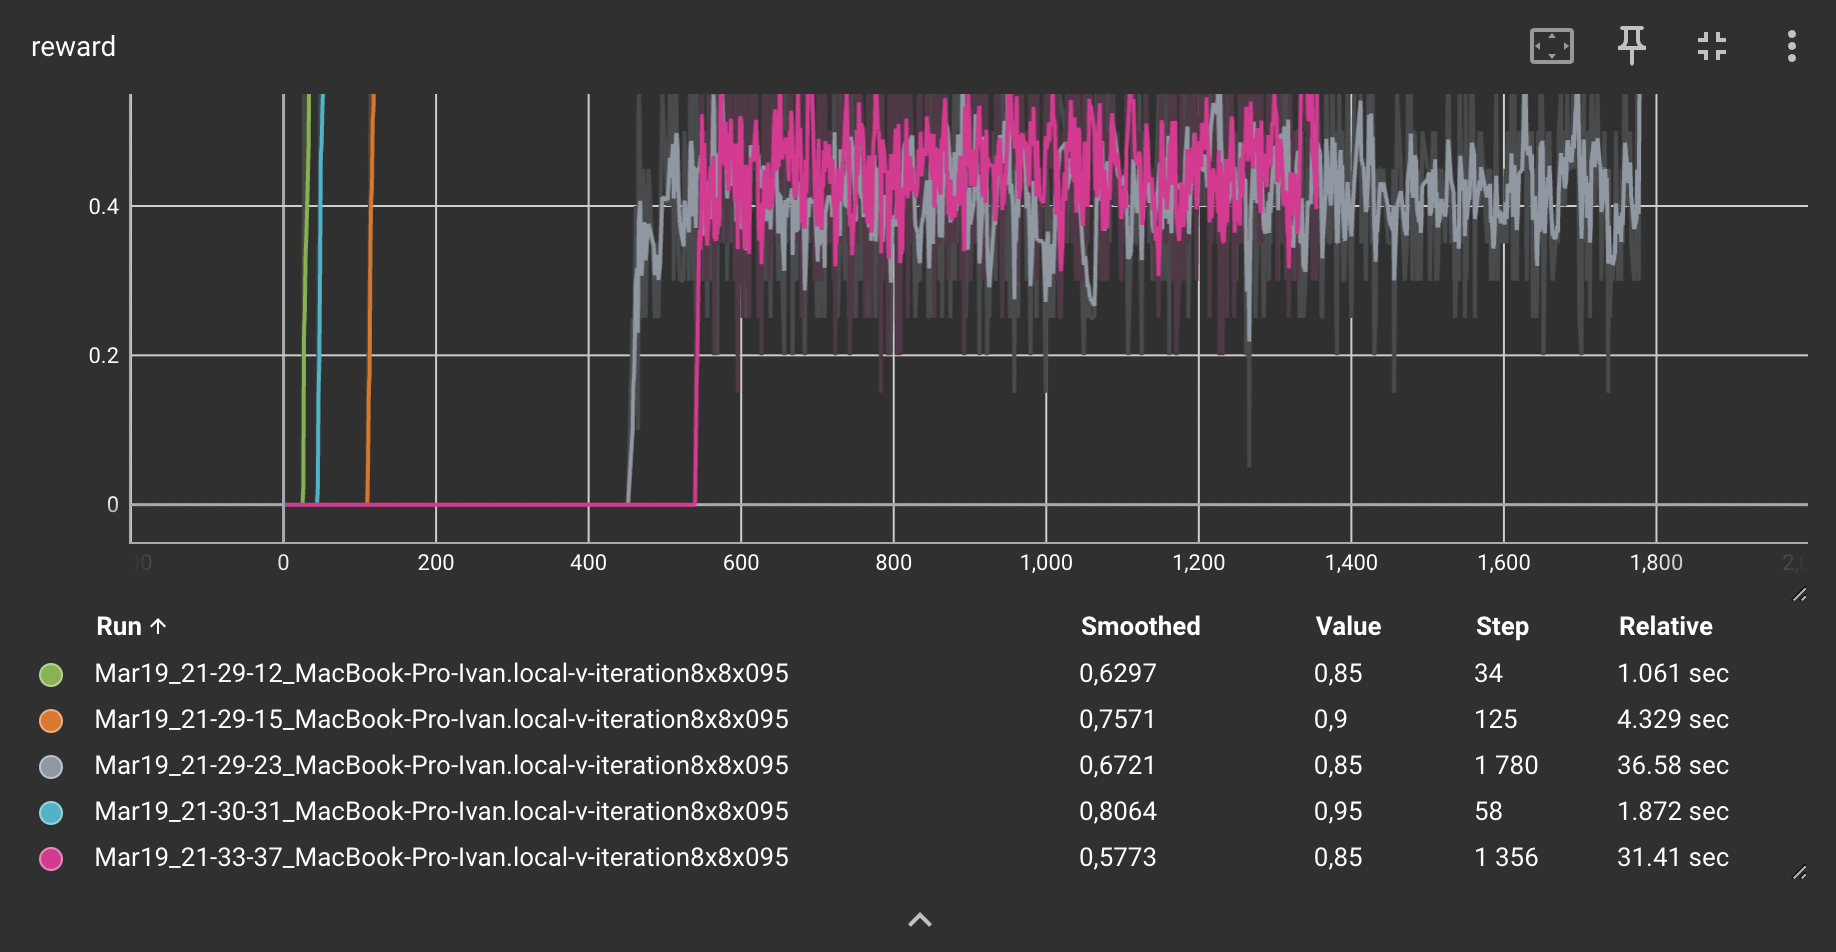 reward
0.4
0.2
0
0 200 400 600 800 1,000 1,200 1,400 1,600 1,800
Run ↑ Smoothed Value Step Relative
Mar19_21-29-12_MacBook-Pro-Ivan.local-v-iteration8x8x095 0,6297 0,85 34 1.061 sec
Mar19_21-29-15_MacBook-Pro-Ivan.local-v-iteration8x8x095 0,7571 0,9 125 4.329 sec
Mar19_21-29-23_MacBook-Pro-Ivan.local-v-iteration8x8x095 0,6721 0,85 1 780 36.58 sec
Mar19_21-30-31_MacBook-Pro-Ivan.local-v-iteration8x8x095 0,8064 0,95 58 1.872 sec
Mar19_21-33-37_MacBook-Pro-Ivan.local-v-iteration8x8x095 0,5773 0,85 1 356 31.41 sec